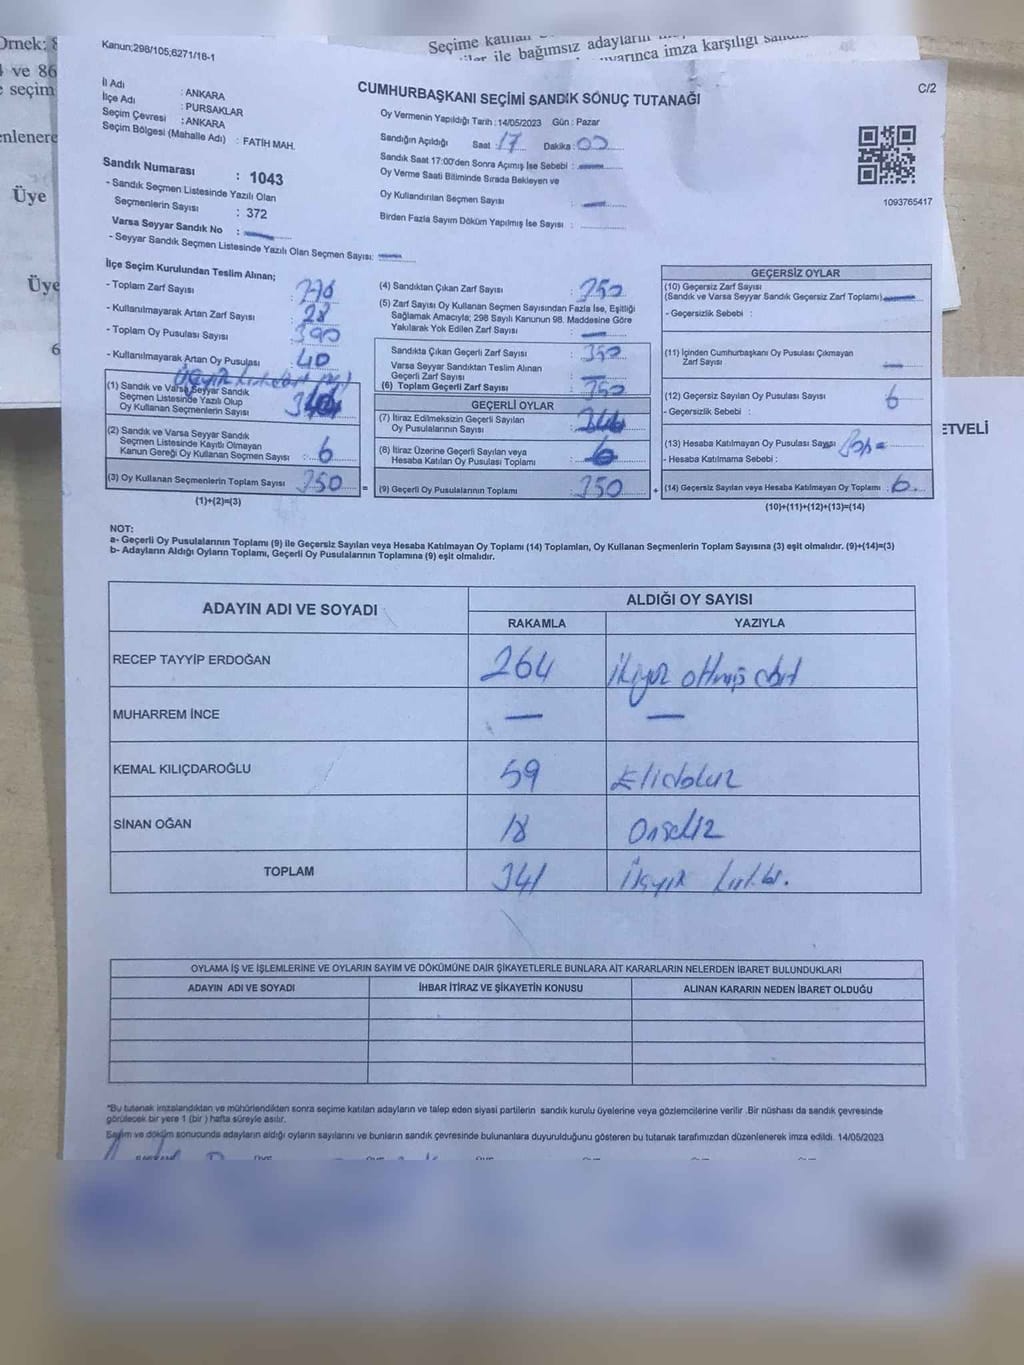 Örnek: 8
ve 86
e seçim
enlenere
Üye
Üye
6
Seçime katılan
ile bağımsız adayların
uyarınca imza karşılığı
Kanun;298/105;6271/18-1
C/2
CUMHURBAŞKANI SEÇİMİ SANDIK SONUÇ TUTANAĞI
İl Adı : ANKARA
İlçe Adı : PURSAKLAR
Seçim Çevresi : ANKARA
Seçim Bölgesi (Mahalle Adı) : FATİH MAH.
Sandık Numarası : 1043
- Sandık Seçmen Listesinde Yazılı Olan
Seçmenlerin Sayısı : 372
Varsa Seyyar Sandık No :
- Seyyar Sandık Seçmen Listesinde Yazılı Olan Seçmen Sayısı:
Oy Vermenin Yapıldığı Tarih : 14/05/2023 Gün : Pazar
Sandığın Açıldığı Saat : 17 Dakika : 00
Sandık Saat 17:00'den Sonra Açımış İse Sebebi :
Oy Verme Saati Bitiminde Sırada Bekleyen ve
Oy Kullandırılan Seçmen Sayısı :
Birden Fazla Sayım Döküm Yapılmış İse Sayısı :
1093765417
İlçe Seçim Kurulundan Teslim Alınan;
- Toplam Zarf Sayısı :
- Kullanılmayarak Artan Zarf Sayısı : 28
- Toplam Oy Pusulası Sayısı : 390
- Kullanılmayarak Artan Oy Pusulası : 40
(1) Sandık ve Varsa Seyyar Sandık
Seçmen Listesinde Yazılı Olup
Oy Kullanan Seçmenlerin Sayısı
(2) Sandık ve Varsa Seyyar Sandık
Seçmen Listesinde Kayıtlı Olmayan
Kanun Gereği Oy Kullanan Seçmen Sayısı : 6
(3) Oy Kullanan Seçmenlerin Toplam Sayısı 350
(1)+(2)=(3)
(4) Sandıktan Çıkan Zarf Sayısı : 350
(5) Zarf Sayısı Oy Kullanan Seçmen Sayısından Fazla İse, Eşitliği
Sağlamak Amacıyla; 298 Sayılı Kanunun 98. Maddesine Göre
Yakılarak Yok Edilen Zarf Sayısı :
Sandıkta Çıkan Geçerli Zarf Sayısı : 350
Varsa Seyyar Sandıktan Teslim Alınan
Geçerli Zarf Sayısı :
(6) Toplam Geçerli Zarf Sayısı : 350
GEÇERLİ OYLAR
(7) İtiraz Edilmeksizin Geçerli Sayılan
Oy Pusulalarının Sayısı :
(8) İtiraz Üzerine Geçerli Sayılan veya
Hesaba Katılan Oy Pusulası Toplamı :
= (9) Geçerli Oy Pusulalarının Toplamı : 350 +
GEÇERSİZ OYLAR
(10) Geçersiz Zarf Sayısı
(Sandık ve Varsa Seyyar Sandık Geçersiz Zarf Toplamı)
- Geçersizlik Sebebi :
(11) İçinden Cumhurbaşkanı Oy Pusulası Çıkmayan
Zarf Sayısı
(12) Geçersiz Sayılan Oy Pusulası Sayısı 6
- Geçersizlik Sebebi :
(13) Hesaba Katılmayan Oy Pusulası Sayısı
- Hesaba Katılmama Sebebi :
(14) Geçersiz Sayılan veya Hesaba Katılmayan Oy Toplamı : 6
(10)+(11)+(12)+(13)=(14)
ETVELİ
NOT:
a- Geçerli Oy Pusulalarının Toplamı (9) ile Geçersiz Sayılan veya Hesaba Katılmayan Oy Toplamı (14) Toplamları, Oy Kullanan Seçmenlerin Toplam Sayısına (3) eşit olmalıdır. (9)+(14)=(3)
b- Adayların Aldığı Oyların Toplamı, Geçerli Oy Pusulalarının Toplamına (9) eşit olmalıdır.
ADAYIN ADI VE SOYADI
ALDIĞI OY SAYISI
RAKAMLA YAZIYLA
RECEP TAYYİP ERDOĞAN 264 ikiyüz altmış dört
MUHARREM İNCE — —
KEMAL KILIÇDAROĞLU 59 Ellidokuz
SİNAN OĞAN 18 Onsekiz
TOPLAM 341
OYLAMA İŞ VE İŞLEMLERİNE VE OYLARIN SAYIM VE DÖKÜMÜNE DAİR ŞİKAYETLERLE BUNLARA AİT KARARLARIN NELERDEN İBARET BULUNDUKLARI
ADAYIN ADI VE SOYADI İHBAR İTİRAZ VE ŞİKAYETİN KONUSU ALINAN KARARIN NEDEN İBARET OLDUĞU
*Bu tutanak imzalandıktan ve mühürlendikten sonra seçime katılan adayların ve talep eden siyasi partilerin sandık kurulu üyelerine veya gözlemcilerine verilir .Bir nüshası da sandık çevresinde
görülecek bir yere 1 (bir ) hafta süreyle asılır.
Sayım ve döküm sonucunda adayların aldığı oyların sayılarını ve bunların sandık çevresinde bulunanlara duyurulduğunu gösteren bu tutanak tarafımızdan düzenlenerek imza edildi. 14/05/2023